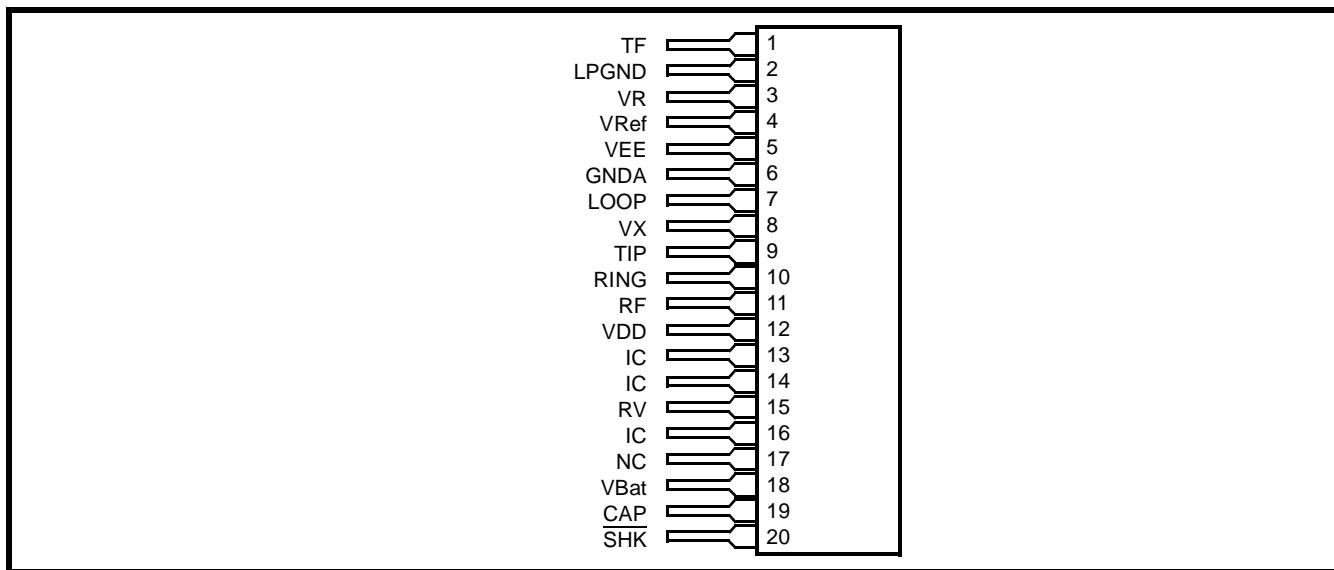 TF 1
LPGND 2
VR 3
VRef 4
VEE 5
GNDA 6
LOOP 7
VX 8
TIP 9
RING 10
RF 11
VDD 12
IC 13
IC 14
RV 15
IC 16
NC 17
VBat 18
CAP 19
S̅H̅K̅ 20